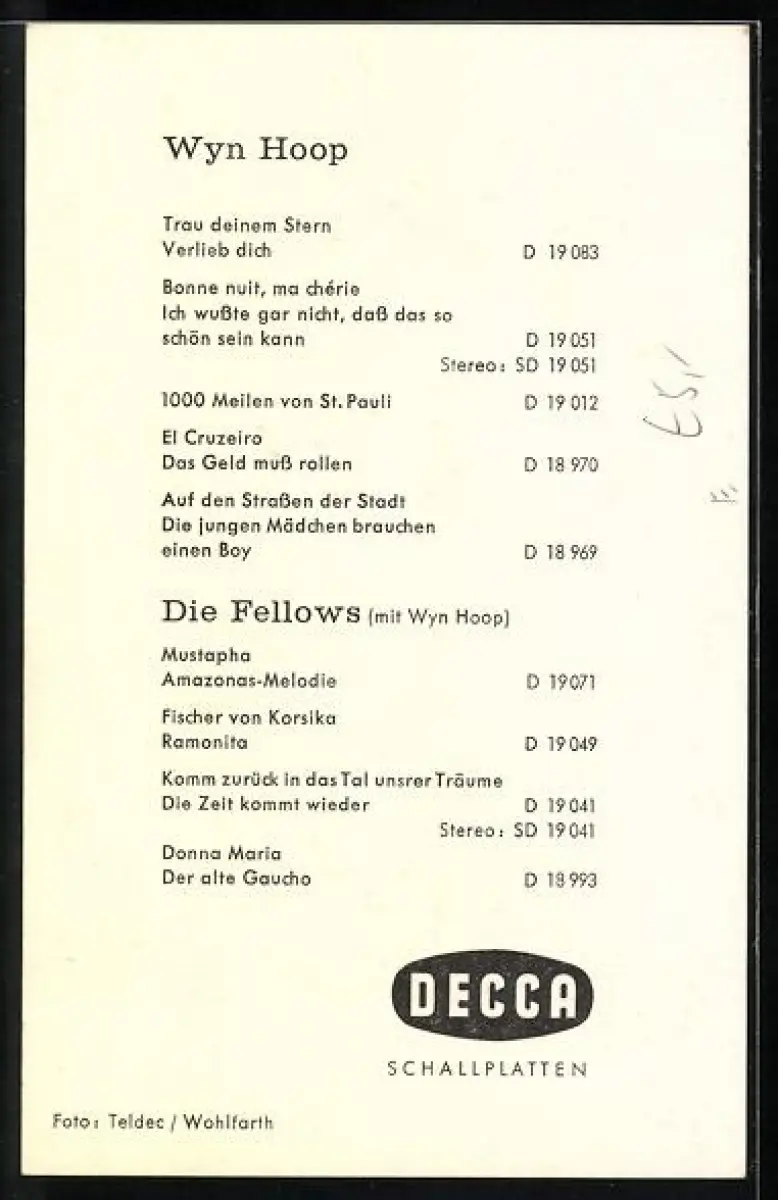 Wyn Hoop
Trau deinem Stern
Verlieb dich D 19 083
Bonne nuit, ma chérie
Ich wußte gar nicht, daß das so
schön sein kann D 19 051
Stereo: SD 19 051
1000 Meilen von St. Pauli D 19 012
El Cruzeiro
Das Geld muß rollen D 18 970
Auf den Straßen der Stadt
Die jungen Mädchen brauchen
einen Boy D 18 969
Die Fellows (mit Wyn Hoop)
Mustapha
Amazonas-Melodie D 19 071
Fischer von Korsika
Ramonita D 19 049
Komm zurück in das Tal unsrer Träume
Die Zeit kommt wieder D 19 041
Stereo: SD 19 041
Donna Maria
Der alte Gaucho D 18 993
DECCA
SCHALLPLATTEN
Foto: Teldec / Wohlfarth